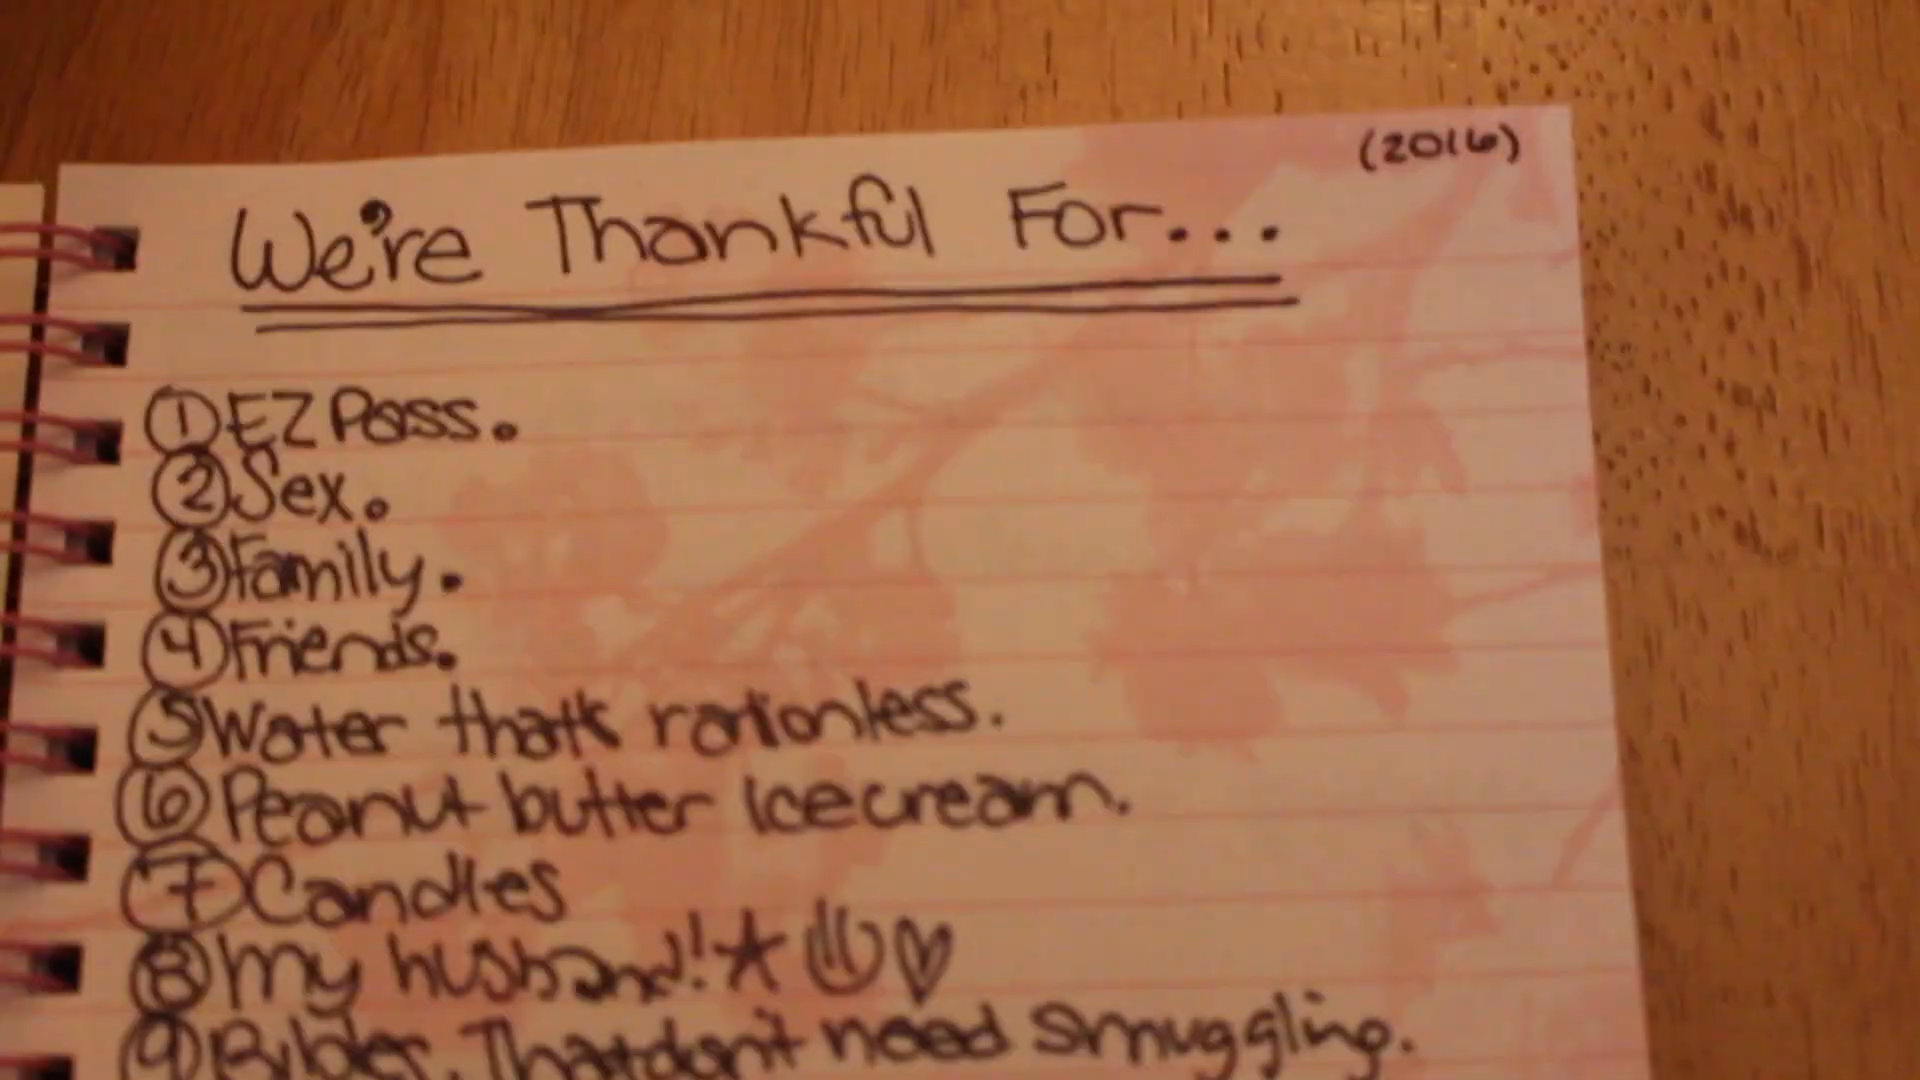 (2016)
We're Thankful For...
1 EZ Pass.
2 Sex.
3 Family.
4 Friends.
5 Water that's rationless.
6 Peanut butter Icecream.
7 Candles
8 My husband!
9 Bibles. That don't need smuggling.